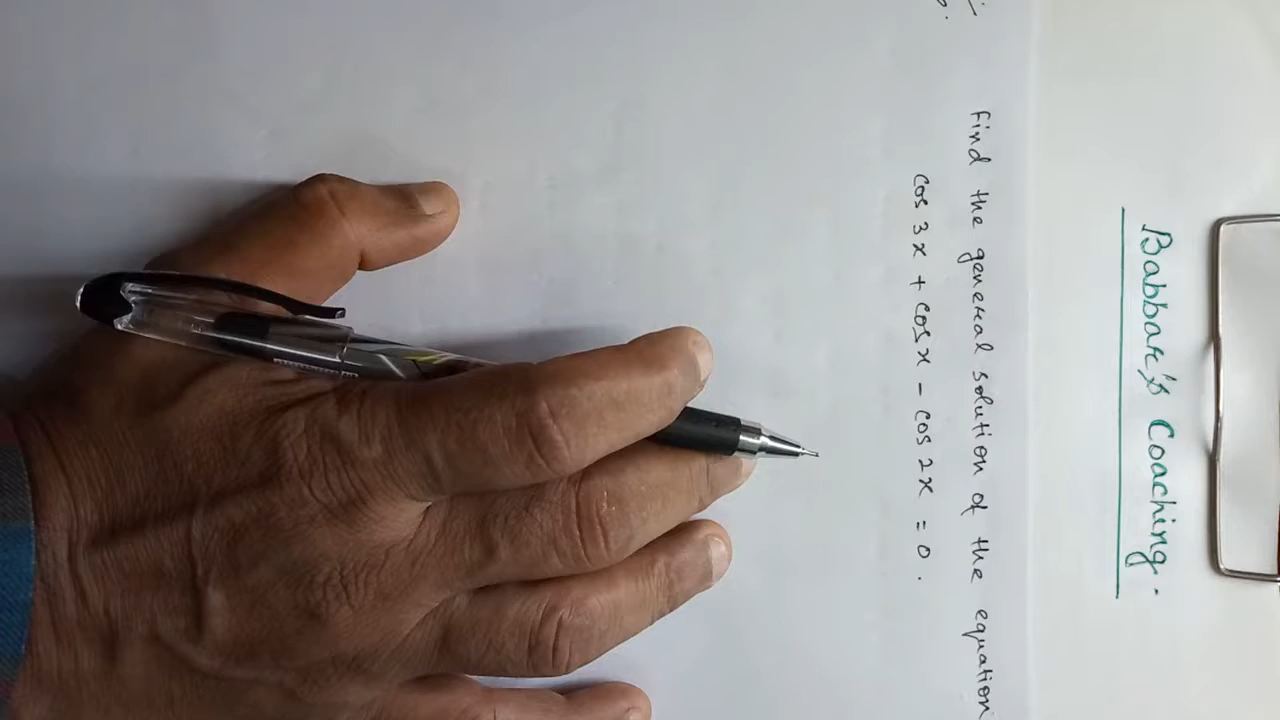 Babbar's Coaching.
Find the general solution of the equation
cos 3x + cos x - cos 2x = 0.